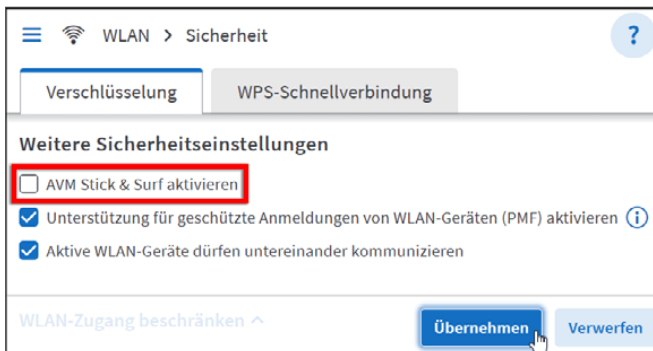 WLAN > Sicherheit
?
Verschlüsselung
WPS-Schnellverbindung
Weitere Sicherheitseinstellungen
AVM Stick & Surf aktivieren
Unterstützung für geschützte Anmeldungen von WLAN-Geräten (PMF) aktivieren i
Aktive WLAN-Geräte dürfen untereinander kommunizieren
WLAN-Zugang beschränken
Übernehmen
Verwerfen